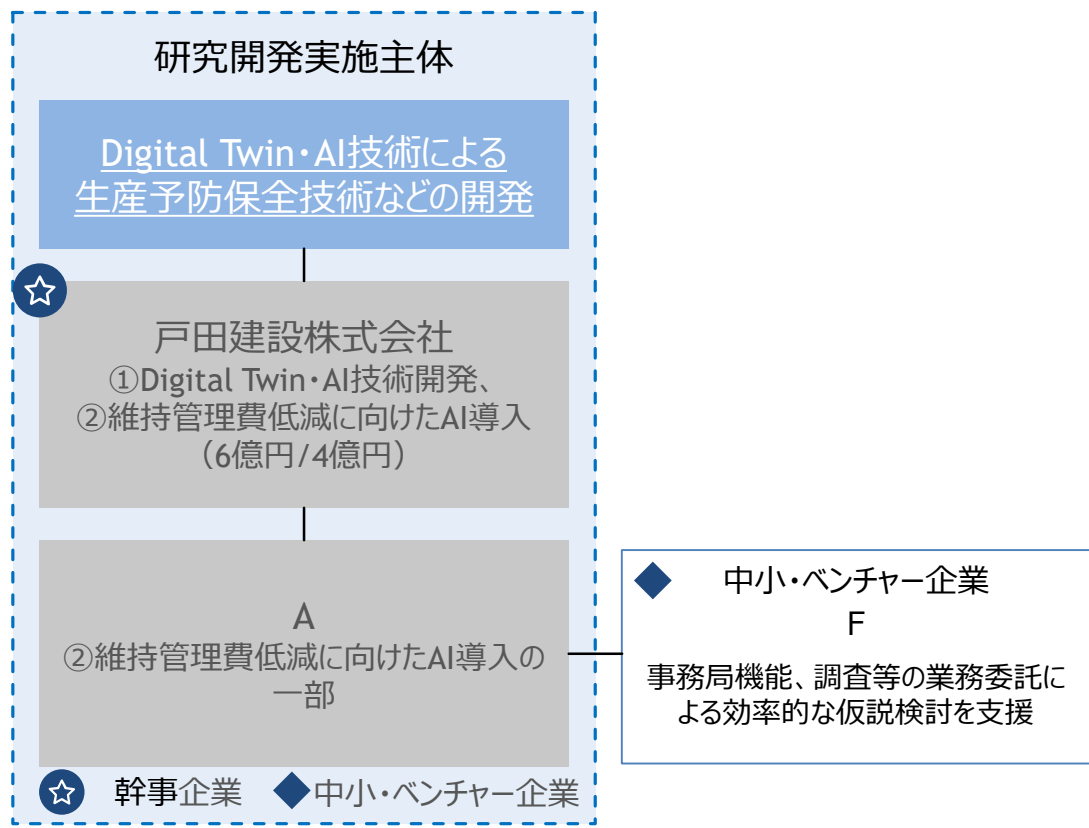 研究開発実施主体
Digital Twin・AI技術による
生産予防保全技術などの開発
戸田建設株式会社
①Digital Twin・AI技術開発、
②維持管理費低減に向けたAI導入
（6億円/4億円）
A
②維持管理費低減に向けたAI導入の
一部
中小・ベンチャー企業
F
事務局機能、調査等の業務委託に
よる効率的な仮説検討を支援
幹事企業 中小・ベンチャー企業